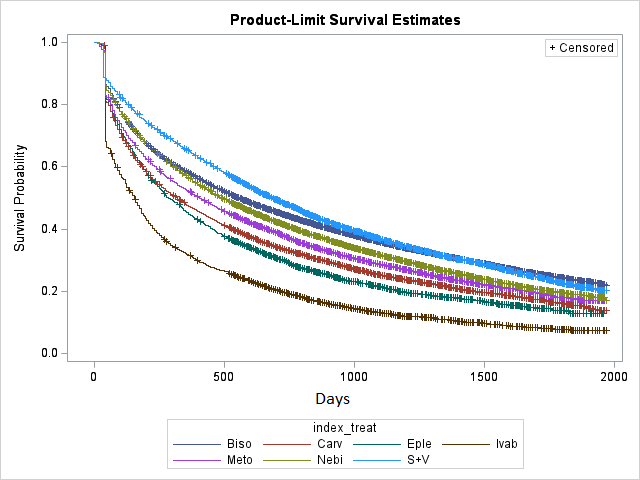 Product-Limit Survival Estimates
+ Censored
1.0
0.8
0.6
0.4
0.2
0.0
Survival Probability
0 500 1000 1500 2000
Days
index_treat
Biso Carv Eple Ivab
Meto Nebi S+V